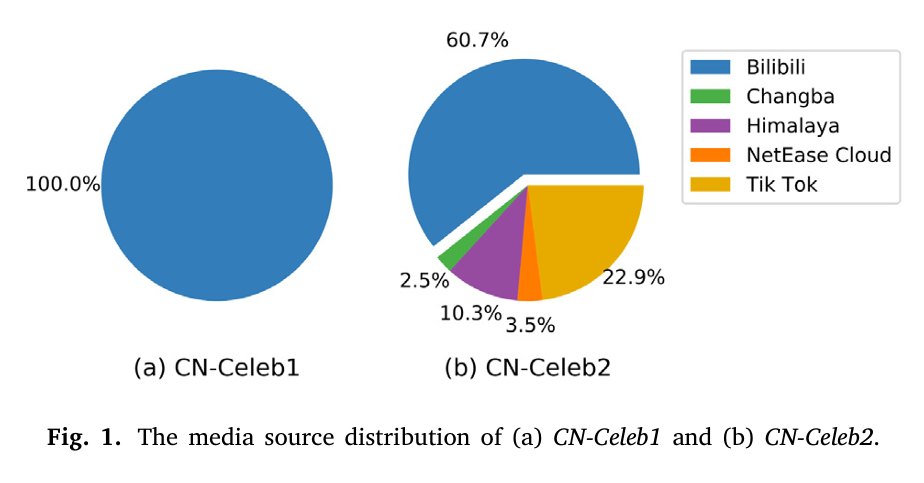 60.7%
100.0%
2.5%
10.3%
3.5%
22.9%
Bilibili
Changba
Himalaya
NetEase Cloud
Tik Tok
(a) CN-Celeb1
(b) CN-Celeb2
Fig. 1. The media source distribution of (a) CN-Celeb1 and (b) CN-Celeb2.